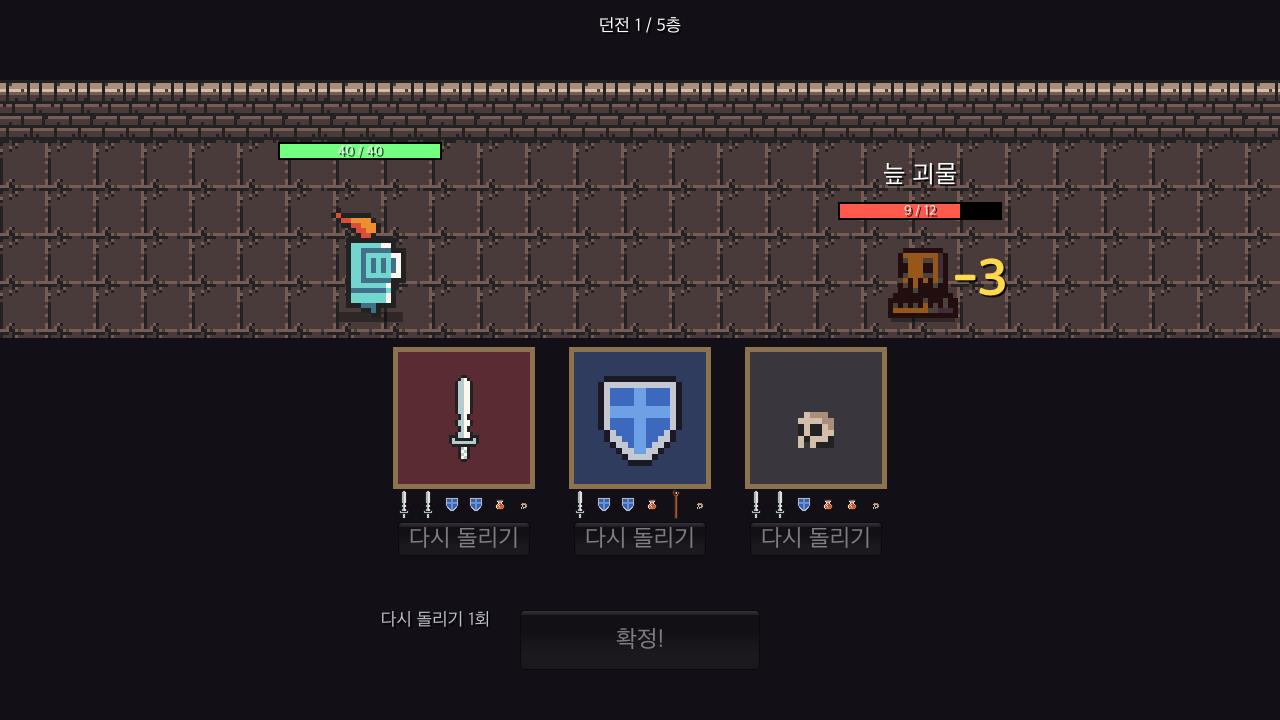 던전 1 / 5층
40 / 40
늪 괴물
9 / 12
-3
다시 돌리기
다시 돌리기
다시 돌리기
다시 돌리기 1회
확정!